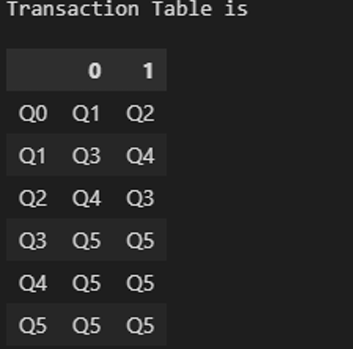 Transaction Table is
0 1
Q0 Q1 Q2
Q1 Q3 Q4
Q2 Q4 Q3
Q3 Q5 Q5
Q4 Q5 Q5
Q5 Q5 Q5